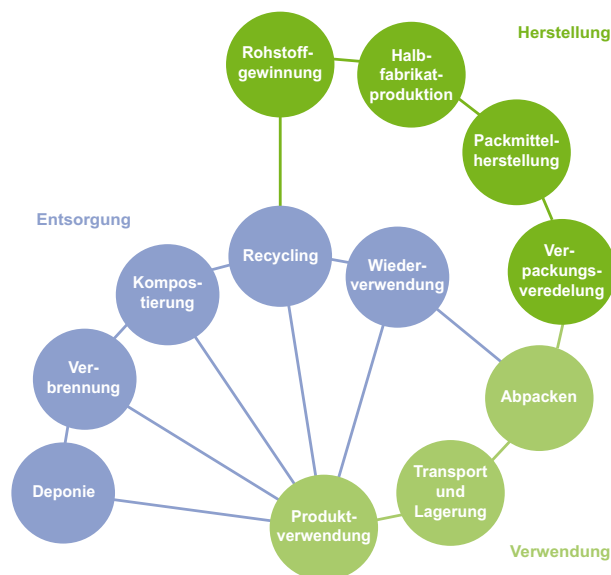 Herstellung
Rohstoff-
gewinnung
Halb-
fabrikat-
produktion
Packmittel-
herstellung
Ver-
packungs-
veredelung
Entsorgung
Recycling
Wieder-
verwendung
Kompos-
tierung
Ver-
brennung
Deponie
Abpacken
Transport
und
Lagerung
Produkt-
verwendung
Verwendung